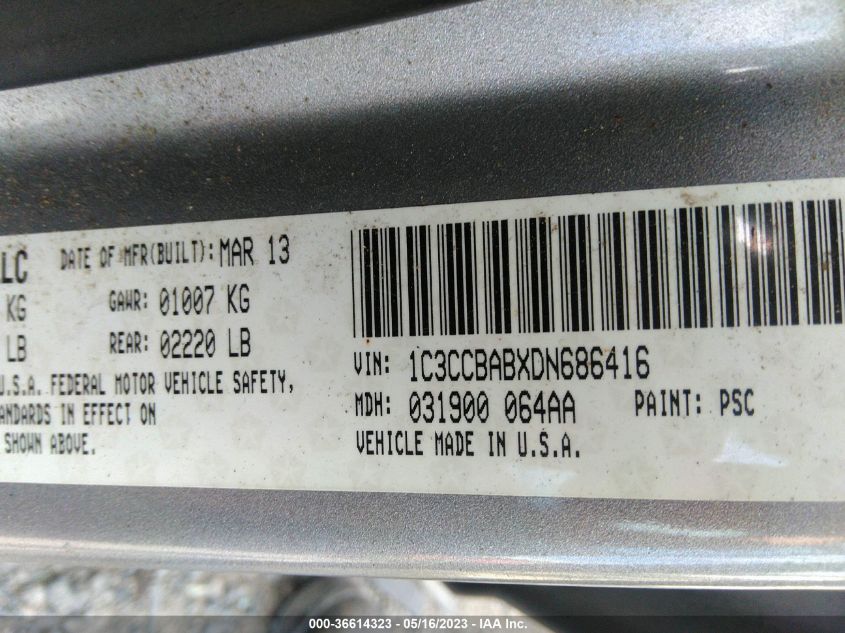 LC DATE OF MFR(BUILT): MAR 13
KG GAWR: 01007 KG
LB REAR: 02220 LB
U.S.A. FEDERAL MOTOR VEHICLE SAFETY,
ANDARDS IN EFFECT ON
SHOWN ABOVE.
VIN: 1C3CCBABXDN686416
MDH: 031900 064AA PAINT: PSC
VEHICLE MADE IN U.S.A.
000-36614323 - 05/16/2023 - IAA Inc.